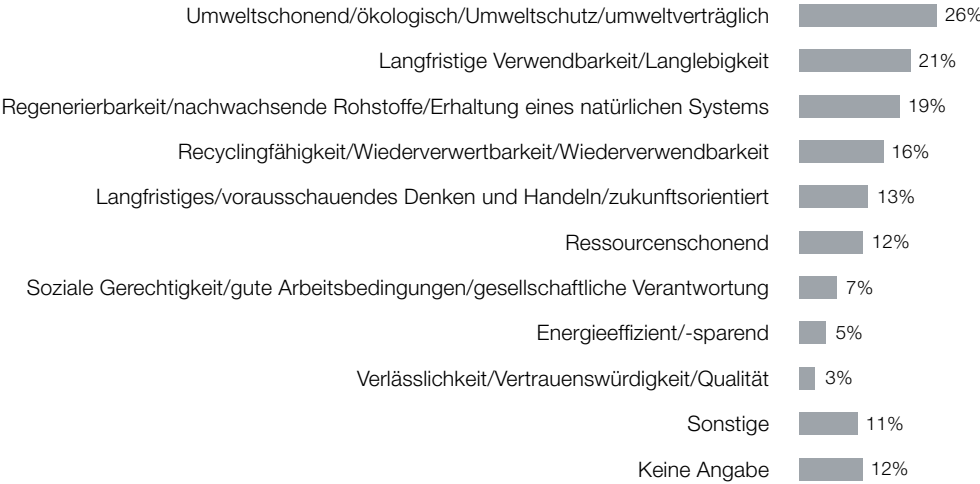 Umweltschonend/ökologisch/Umweltschutz/umweltverträglich 26%
Langfristige Verwendbarkeit/Langlebigkeit 21%
Regenerierbarkeit/nachwachsende Rohstoffe/Erhaltung eines natürlichen Systems 19%
Recyclingfähigkeit/Wiederverwertbarkeit/Wiederverwendbarkeit 16%
Langfristiges/vorausschauendes Denken und Handeln/zukunftsorientiert 13%
Ressourcenschonend 12%
Soziale Gerechtigkeit/gute Arbeitsbedingungen/gesellschaftliche Verantwortung 7%
Energieeffizient/-sparend 5%
Verlässlichkeit/Vertrauenswürdigkeit/Qualität 3%
Sonstige 11%
Keine Angabe 12%